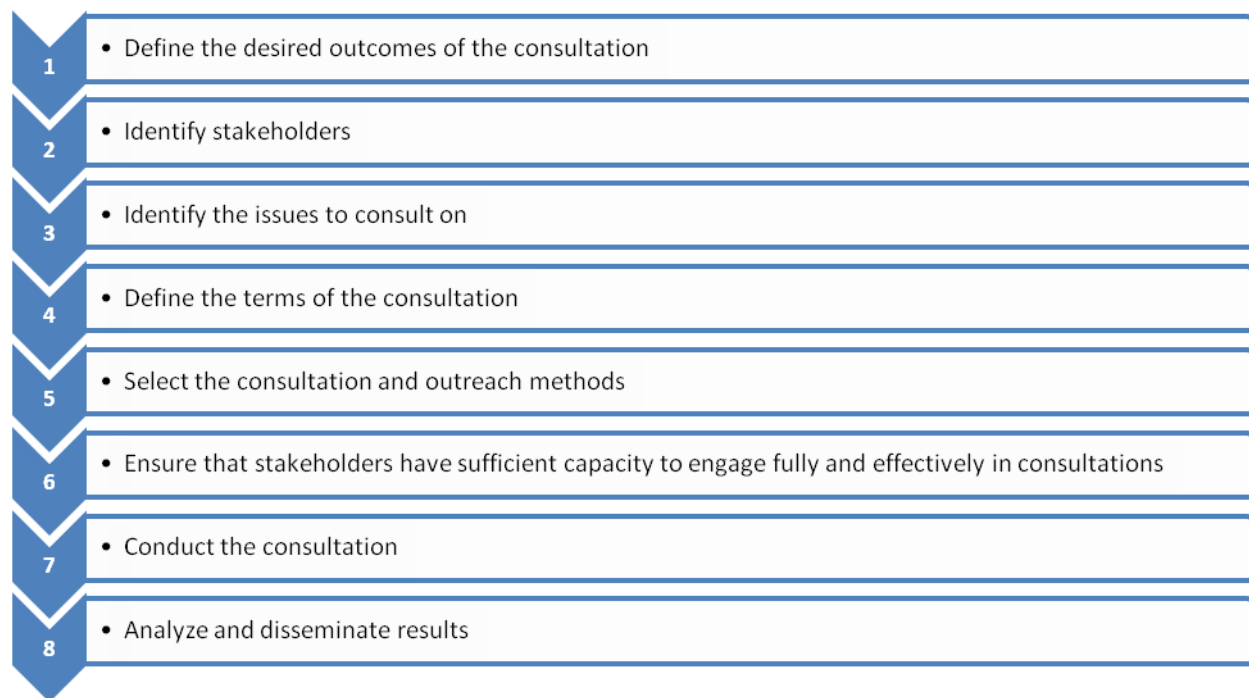 1
• Define the desired outcomes of the consultation
2
• Identify stakeholders
3
• Identify the issues to consult on
4
• Define the terms of the consultation
5
• Select the consultation and outreach methods
6
• Ensure that stakeholders have sufficient capacity to engage fully and effectively in consultations
7
• Conduct the consultation
8
• Analyze and disseminate results